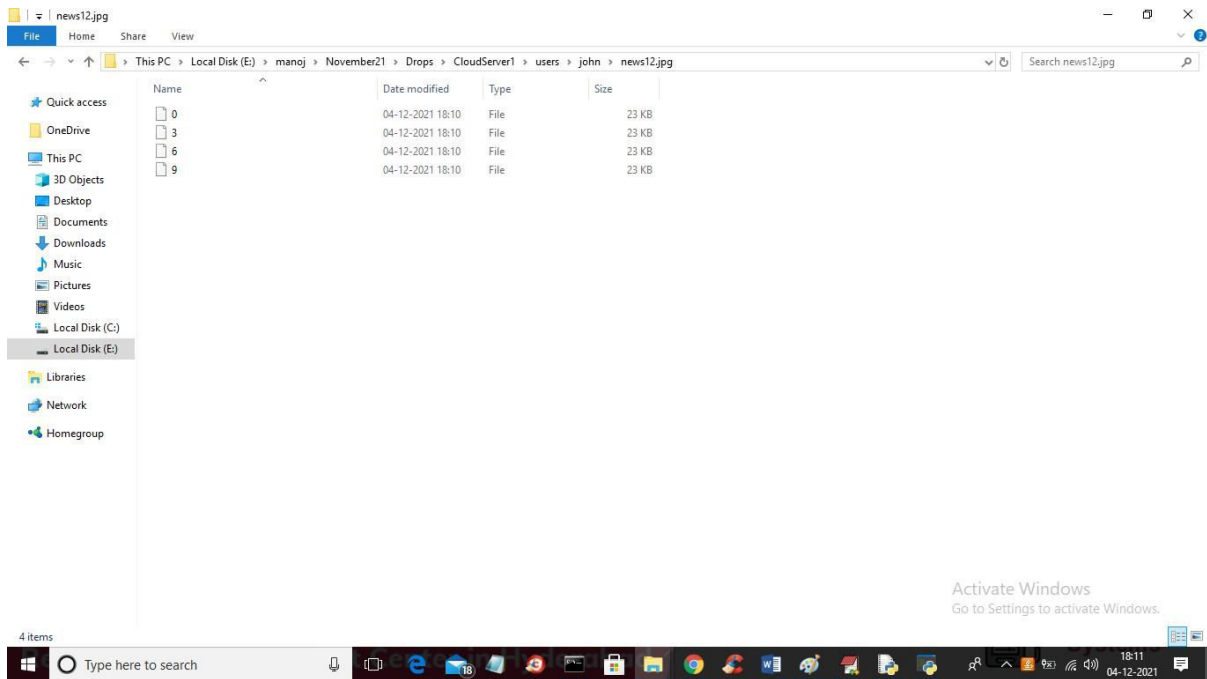 news12.jpg
File Home Share View
This PC Local Disk (E:) manoj November21 Drops CloudServer1 users john news12.jpg
Search news12.jpg
Name Date modified Type Size
0 04-12-2021 18:10 File 23 KB
3 04-12-2021 18:10 File 23 KB
6 04-12-2021 18:10 File 23 KB
9 04-12-2021 18:10 File 23 KB
Quick access
OneDrive
This PC
3D Objects
Desktop
Documents
Downloads
Music
Pictures
Videos
Local Disk (C:)
Local Disk (E:)
Libraries
Network
Homegroup
Activate Windows
Go to Settings to activate Windows.
4 items
Type here to search
18
18:11
04-12-2021